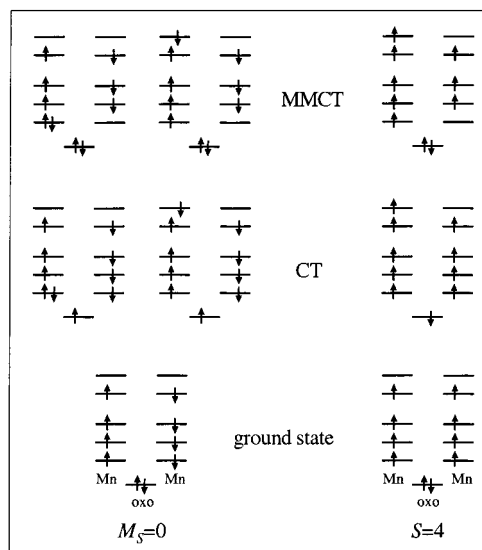 MMCT
CT
ground state
Mn Mn Mn Mn
oxo oxo
M_S=0 S=4